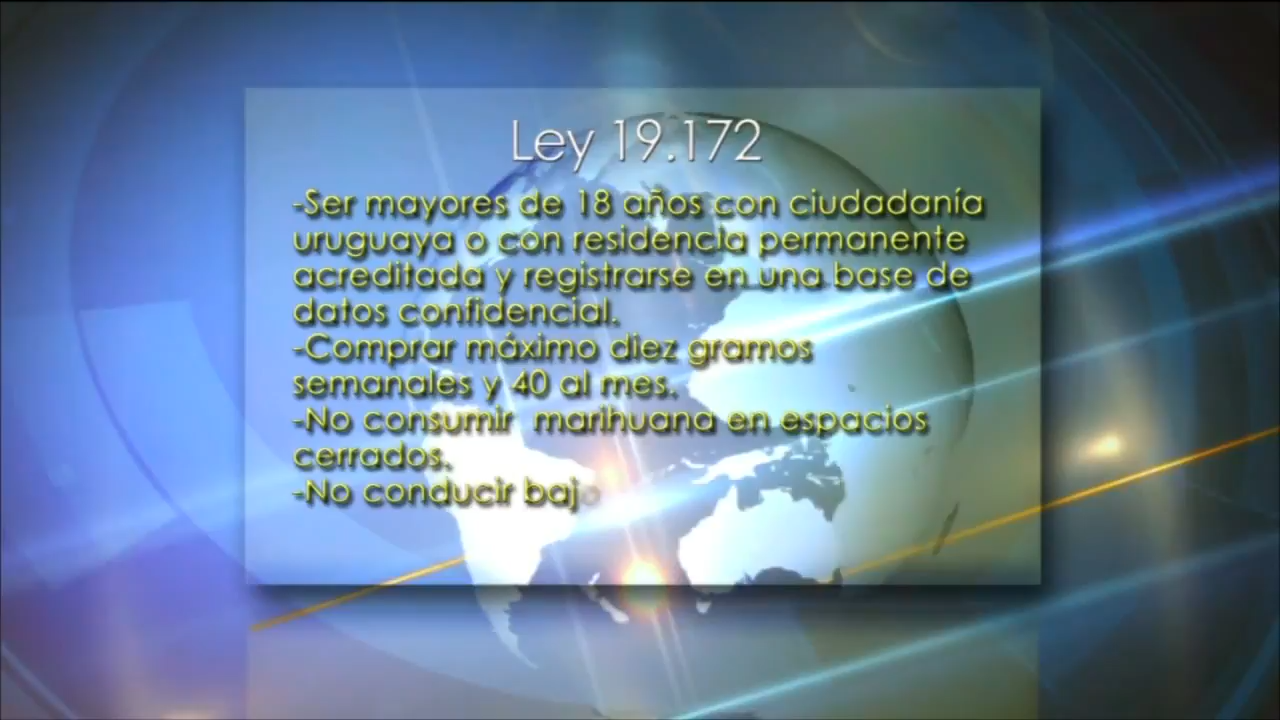 Ley 19.172
-Ser mayores de 18 años con ciudadanía
uruguaya o con residencia permanente
acreditada y registrarse en una base de
datos confidencial.
-Comprar máximo diez gramos
semanales y 40 al mes.
-No consumir marihuana en espacios
cerrados.
-No conducir bajo